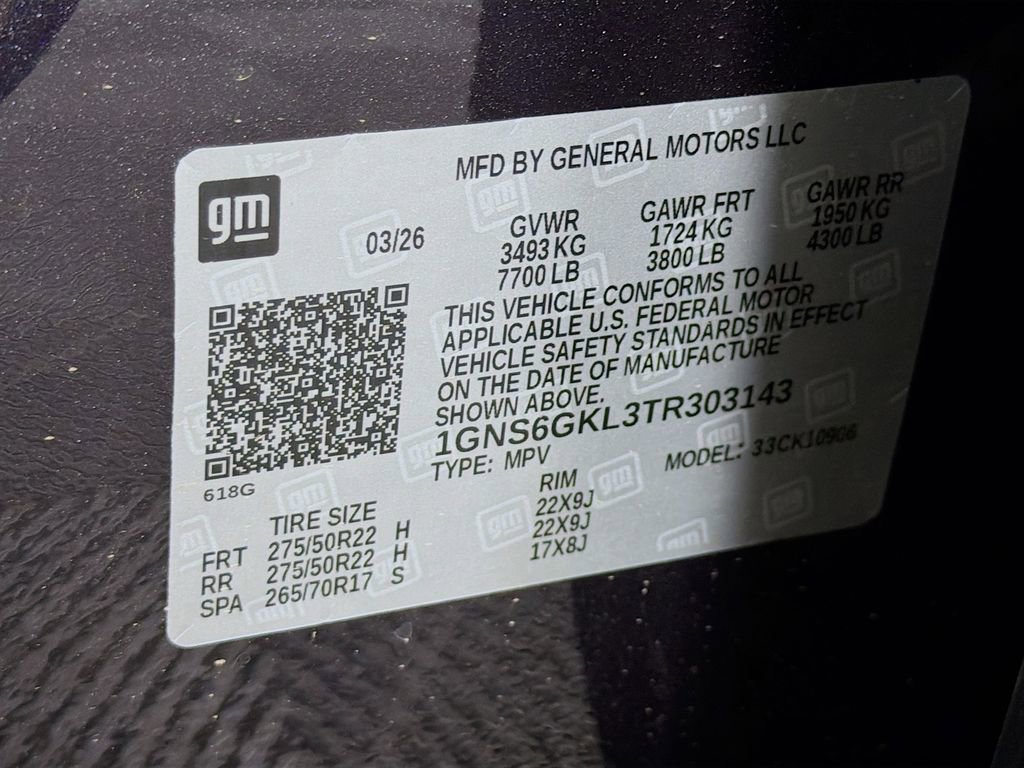 MFD BY GENERAL MOTORS LLC
gm
03/26
GVWR
3493 KG
7700 LB
GAWR FRT
1724 KG
3800 LB
GAWR RR
1950 KG
4300 LB
THIS VEHICLE CONFORMS TO ALL
APPLICABLE U.S. FEDERAL MOTOR
VEHICLE SAFETY STANDARDS IN EFFECT
ON THE DATE OF MANUFACTURE
SHOWN ABOVE.
1GNS6GKL3TR303143
TYPE: MPV
MODEL: 33CK10906
618G
TIRE SIZE
RIM
FRT 275/50R22 H 22X9J
RR 275/50R22 H 22X9J
SPA 265/70R17 S 17X8J